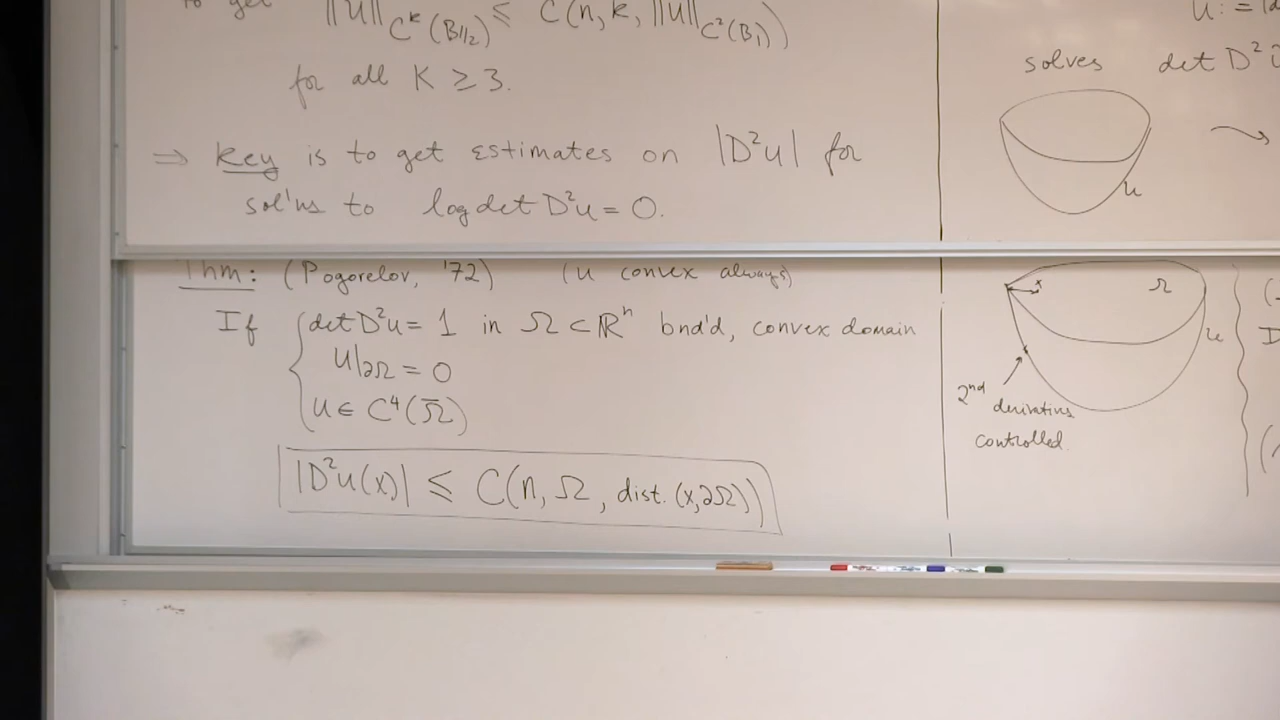 to get ||u||_{C^k(B_{1/2})} ≤ C(n, k, ||u||_{C^2(B_1)})
for all K ≥ 3.
⇒ Key is to get estimates on |D²u| for
sol'ns to log det D²u = 0.
Thm: (Pogorelov, '72) (u convex always)
If { det D²u = 1 in Ω ⊂ ℝⁿ bnd'd, convex domain
u|_{∂Ω} = 0
u ∈ C⁴(Ω̄)
|D²u(x)| ≤ C(n, Ω, dist.(x,∂Ω))
u :=
solves det D²
u
x
Ω
u
2nd
derivatives
controlled.